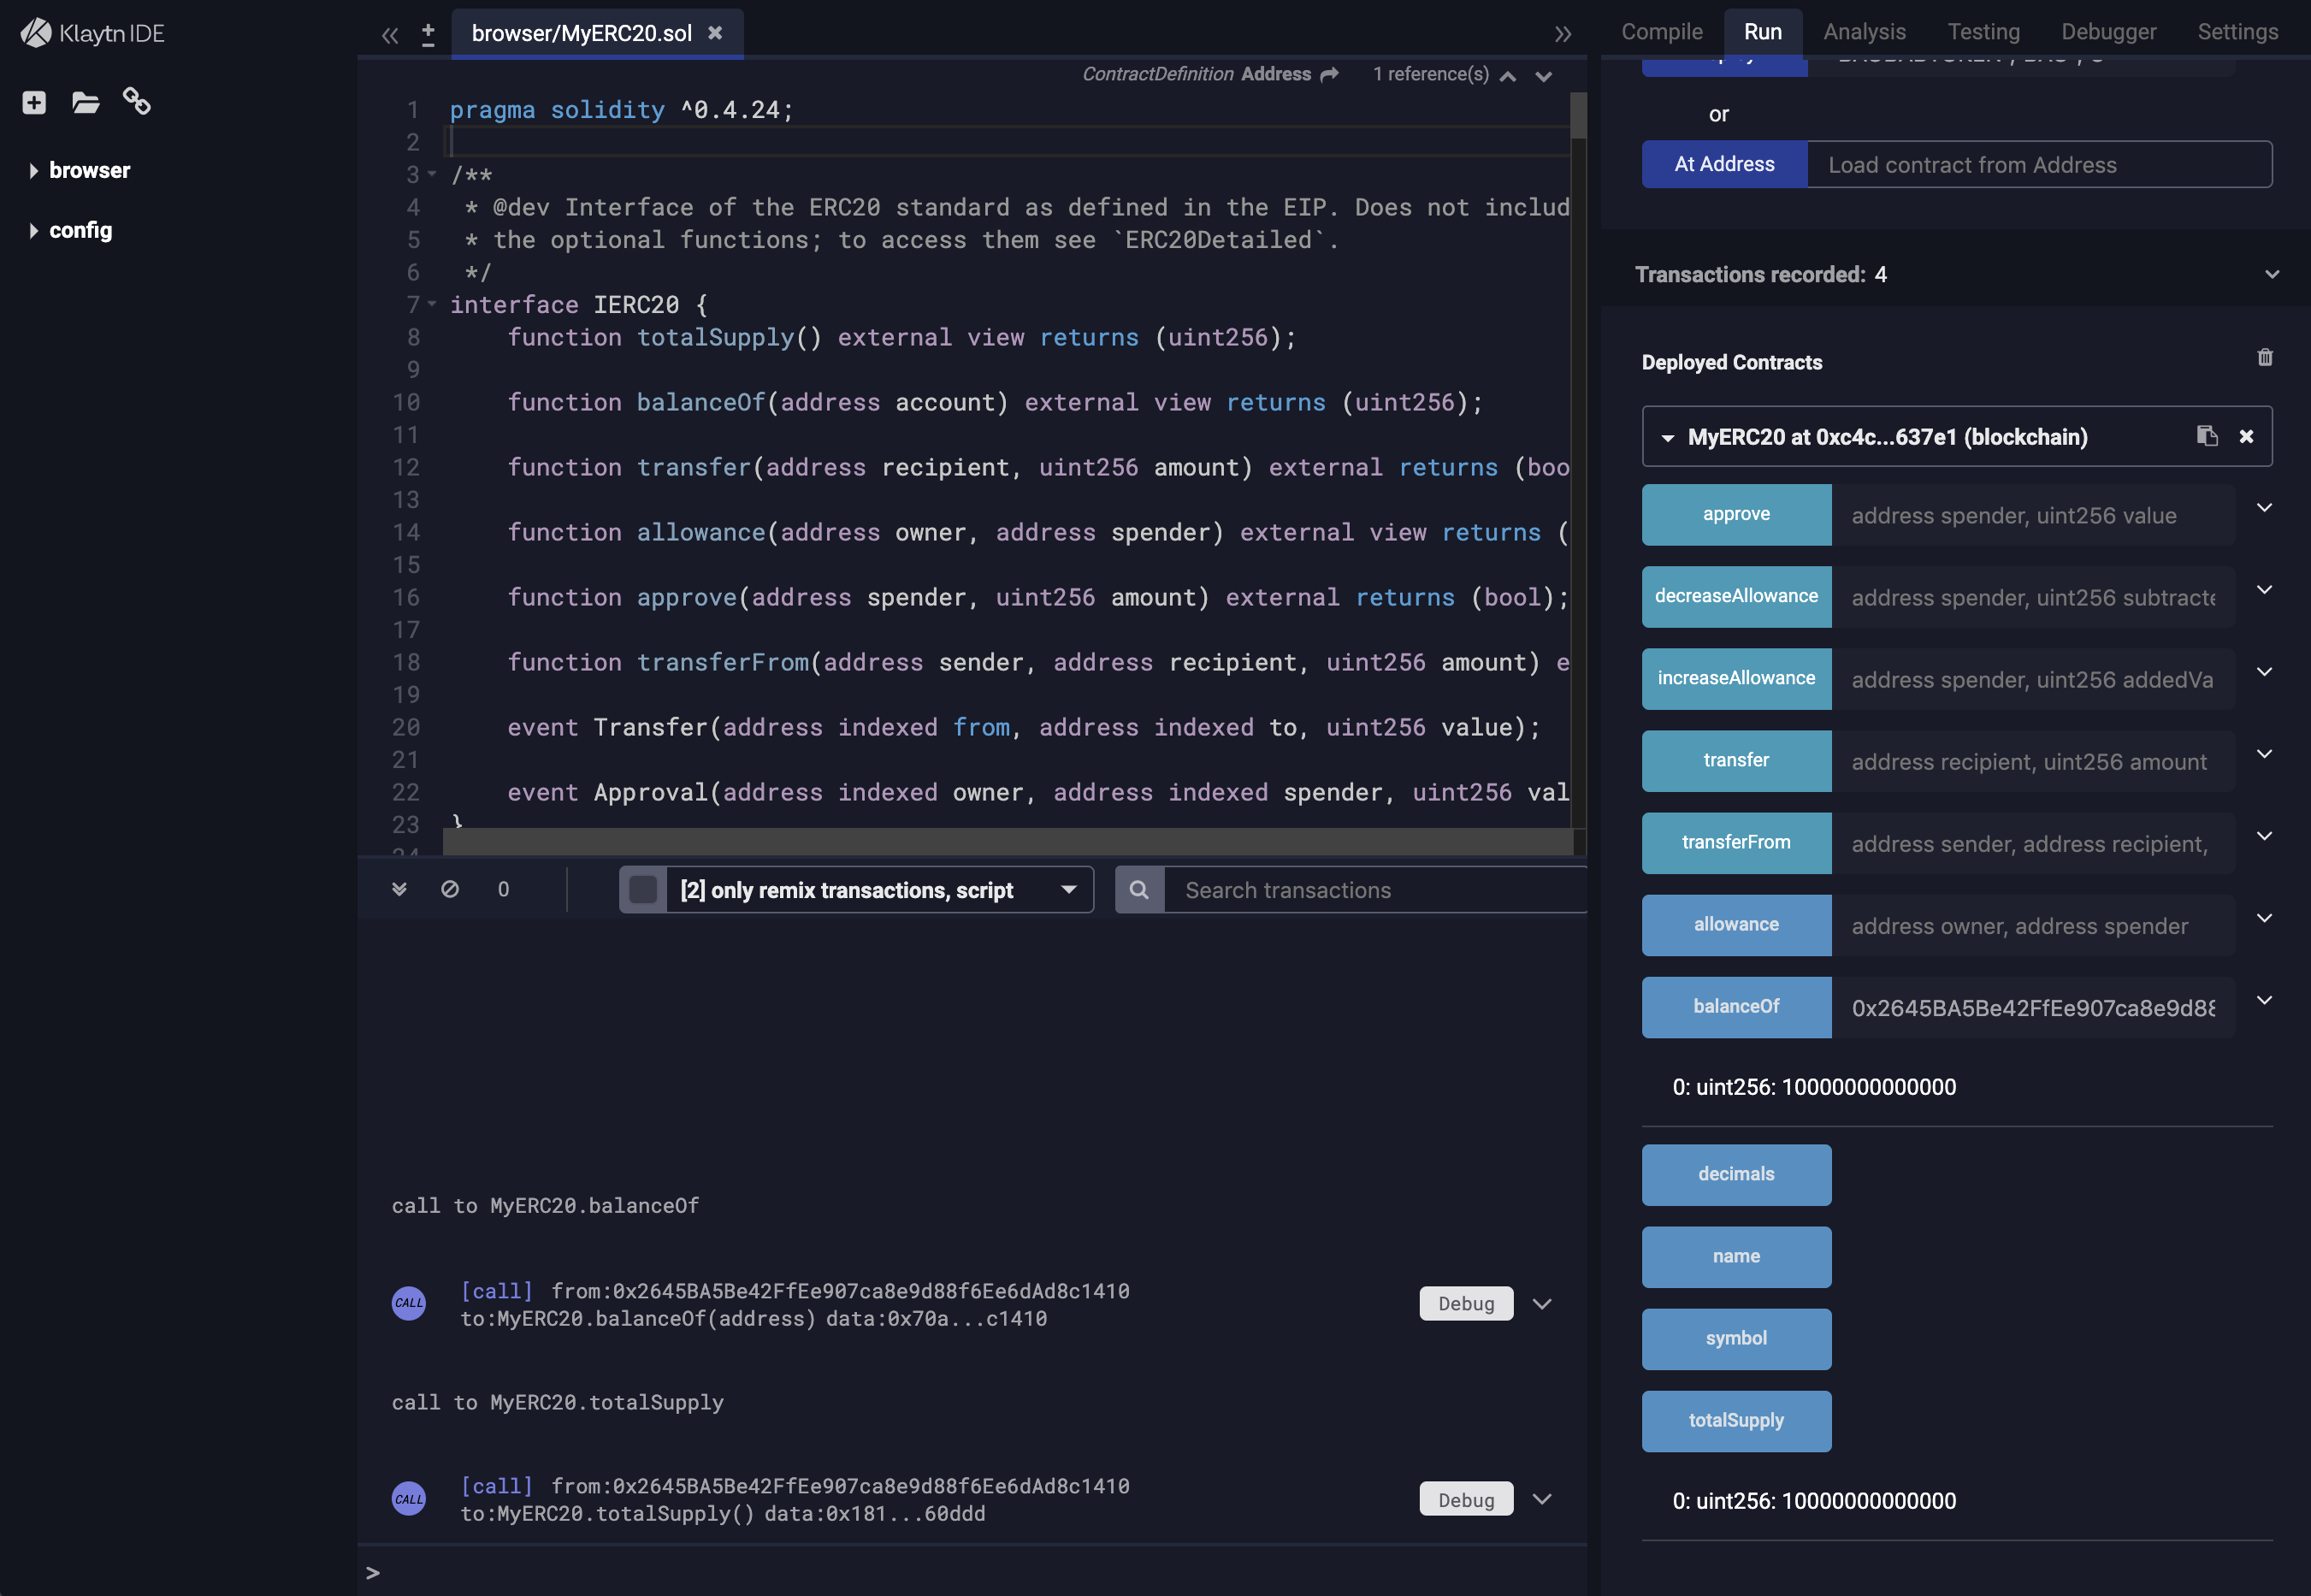 Klaytn IDE
browser
config
browser/MyERC20.sol
ContractDefinition Address 1 reference(s)
1 pragma solidity ^0.4.24;
2
3 /**
4 * @dev Interface of the ERC20 standard as defined in the EIP. Does not includ
5 * the optional functions; to access them see `ERC20Detailed`.
6 */
7 interface IERC20 {
8 function totalSupply() external view returns (uint256);
9
10 function balanceOf(address account) external view returns (uint256);
11
12 function transfer(address recipient, uint256 amount) external returns (boo
13
14 function allowance(address owner, address spender) external view returns (
15
16 function approve(address spender, uint256 amount) external returns (bool);
17
18 function transferFrom(address sender, address recipient, uint256 amount) e
19
20 event Transfer(address indexed from, address indexed to, uint256 value);
21
22 event Approval(address indexed owner, address indexed spender, uint256 val
23 }
0
[2] only remix transactions, script
Search transactions
call to MyERC20.balanceOf
CALL
[call] from:0x2645BA5Be42FfEe907ca8e9d88f6Ee6dAd8c1410
to:MyERC20.balanceOf(address) data:0x70a...c1410
Debug
call to MyERC20.totalSupply
CALL
[call] from:0x2645BA5Be42FfEe907ca8e9d88f6Ee6dAd8c1410
to:MyERC20.totalSupply() data:0x181...60ddd
Debug
>
Compile Run Analysis Testing Debugger Settings
or
At Address Load contract from Address
Transactions recorded: 4
Deployed Contracts
MyERC20 at 0xc4c...637e1 (blockchain)
approve address spender, uint256 value
decreaseAllowance address spender, uint256 subtracte
increaseAllowance address spender, uint256 addedVa
transfer address recipient, uint256 amount
transferFrom address sender, address recipient,
allowance address owner, address spender
balanceOf 0x2645BA5Be42FfEe907ca8e9d88
0: uint256: 10000000000000
decimals
name
symbol
totalSupply
0: uint256: 10000000000000